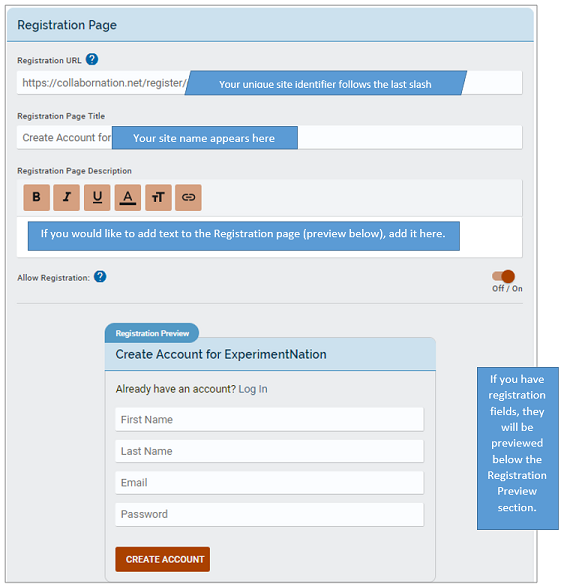 Registration Page
Registration URL ?
https://collabornation.net/register/
Your unique site identifier follows the last slash
Registration Page Title
Create Account for
Your site name appears here
Registration Page Description
B I U A TT
If you would like to add text to the Registration page (preview below), add it here.
Allow Registration: ?
Off / On
Registration Preview
Create Account for ExperimentNation
Already have an account? Log In
First Name
Last Name
Email
Password
CREATE ACCOUNT
If you have
registration
fields, they
will be
previewed
below the
Registration
Preview
section.